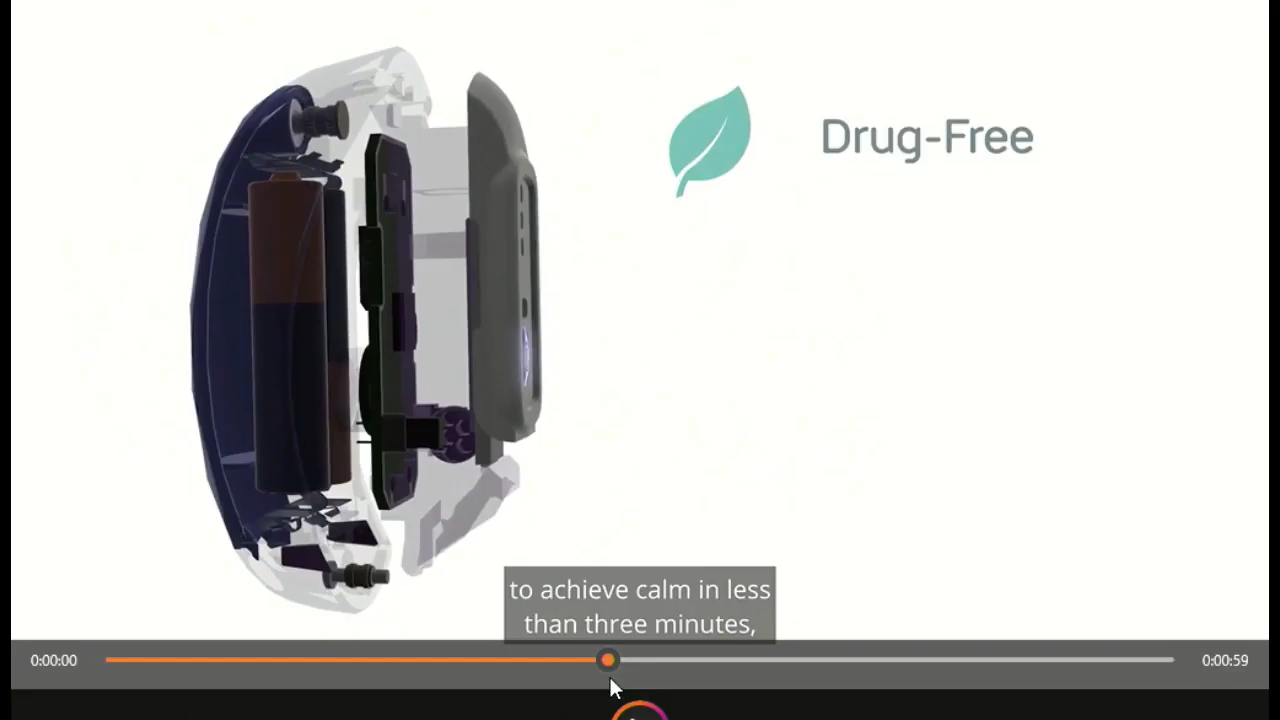 Drug-Free
to achieve calm in less
than three minutes,
0:00:00
0:00:59